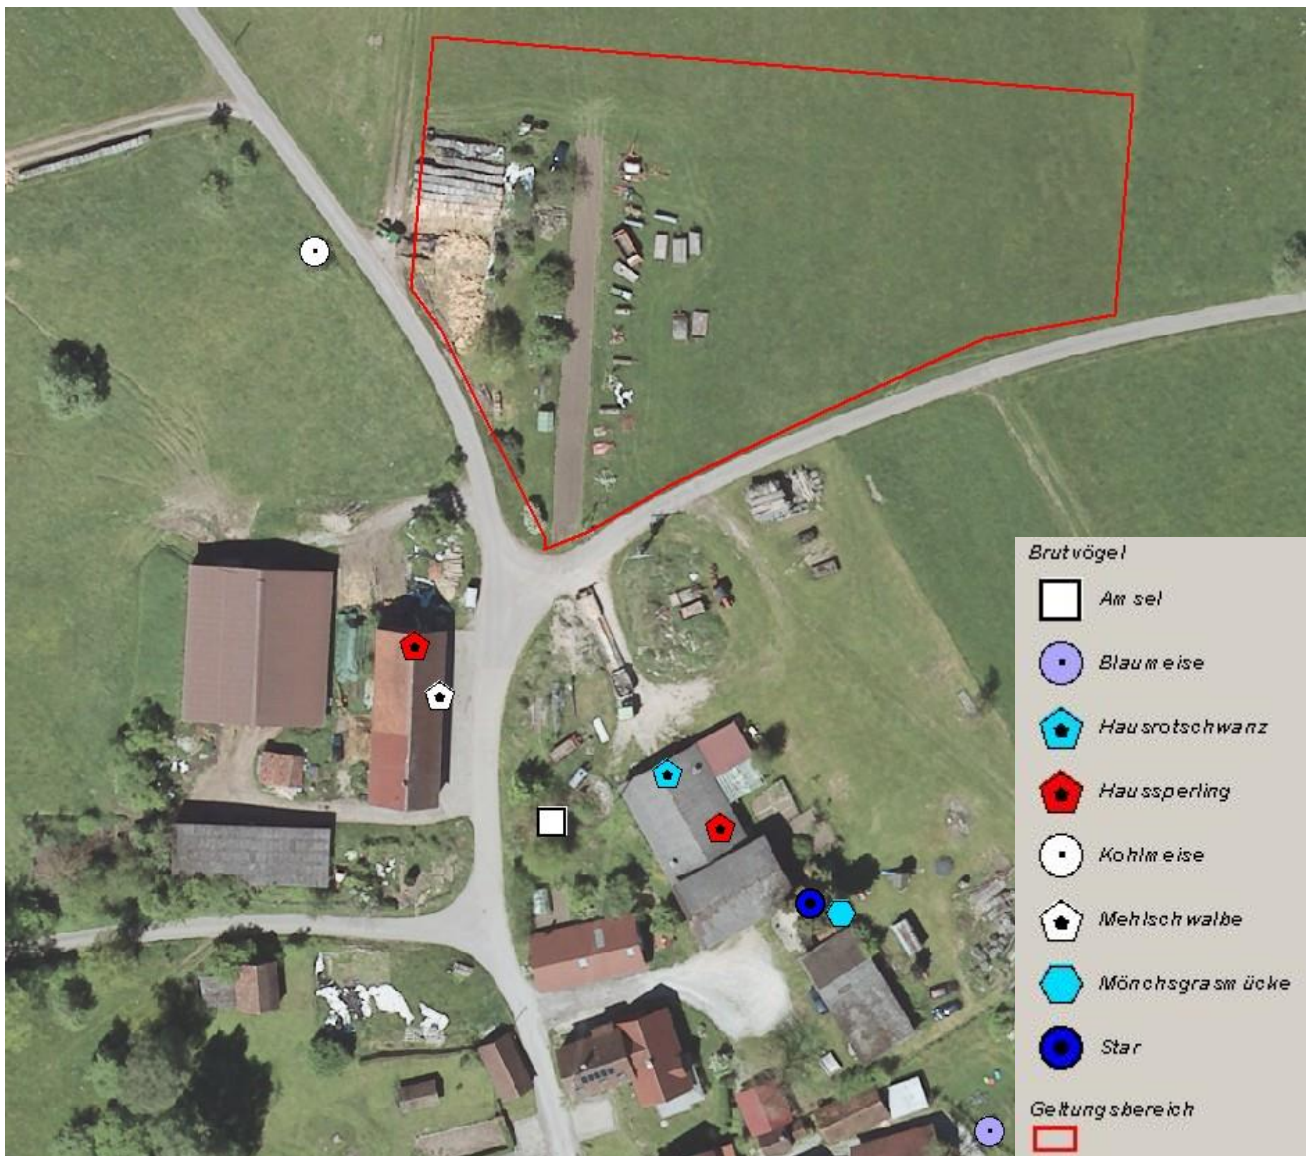 Brutvögel
Amsel
Blaumeise
Hausrotschwanz
Haussperling
Kohlmeise
Mehlschwalbe
Mönchsgrasmücke
Star
Geltungsbereich